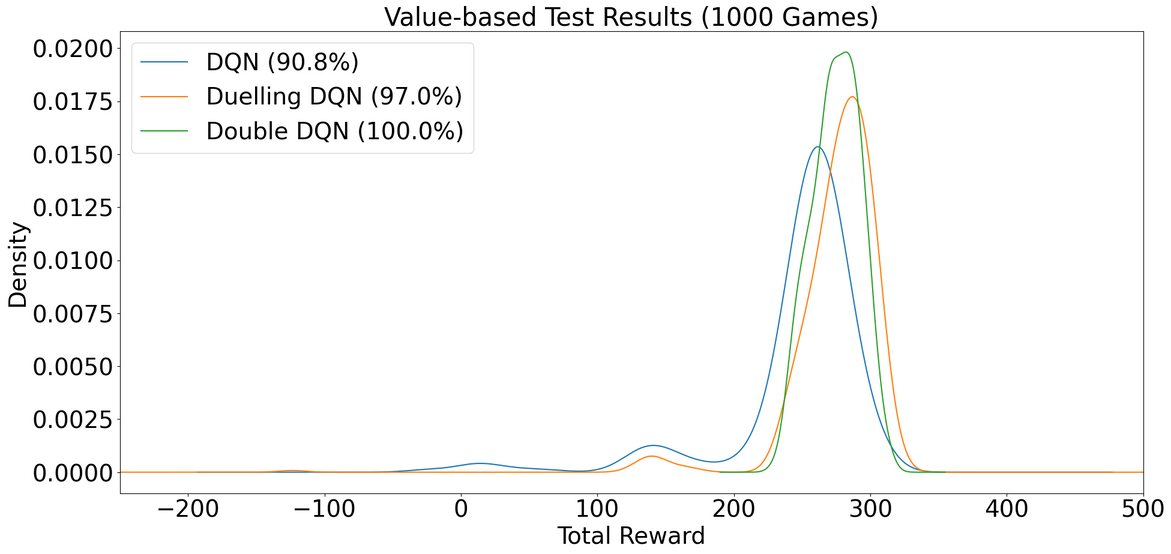 Value-based Test Results (1000 Games)
DQN (90.8%)
Duelling DQN (97.0%)
Double DQN (100.0%)
0.0200
0.0175
0.0150
0.0125
0.0100
0.0075
0.0050
0.0025
0.0000
Density
−200 −100 0 100 200 300 400 500
Total Reward